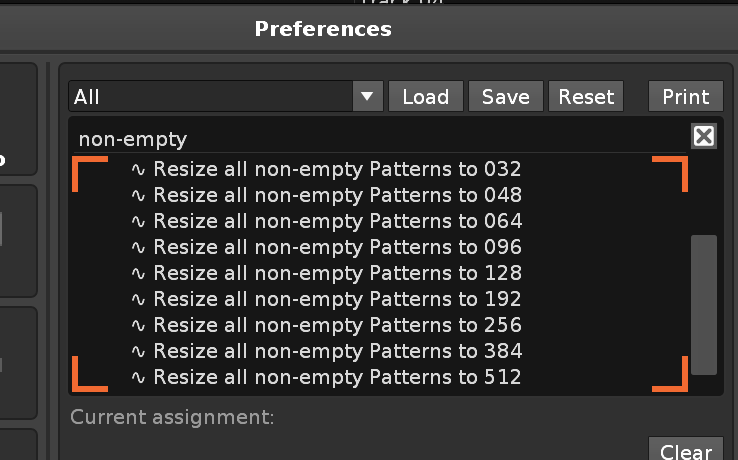 Preferences
All Load Save Reset Print
non-empty
∿ Resize all non-empty Patterns to 032
∿ Resize all non-empty Patterns to 048
∿ Resize all non-empty Patterns to 064
∿ Resize all non-empty Patterns to 096
∿ Resize all non-empty Patterns to 128
∿ Resize all non-empty Patterns to 192
∿ Resize all non-empty Patterns to 256
∿ Resize all non-empty Patterns to 384
∿ Resize all non-empty Patterns to 512
Current assignment:
Clear